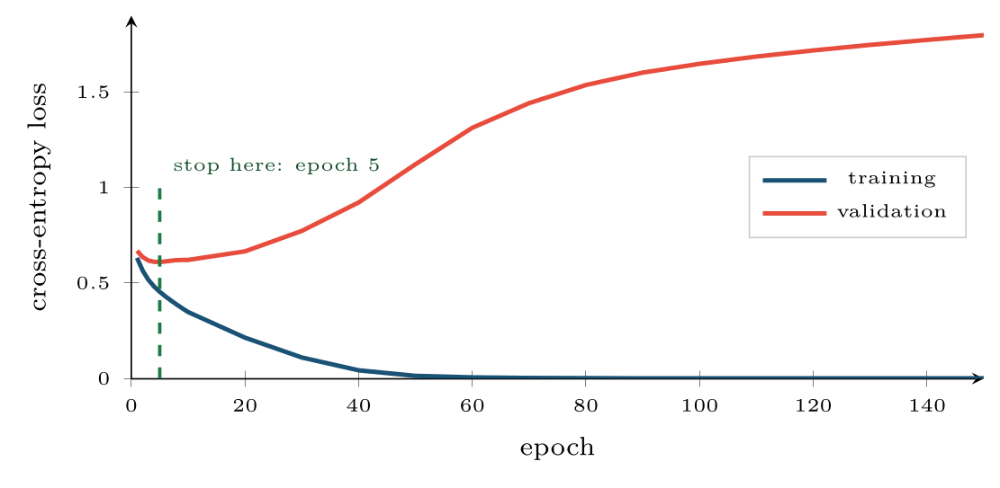 cross-entropy loss
1.5
1
0.5
0
stop here: epoch 5
training
validation
0 20 40 60 80 100 120 140
epoch